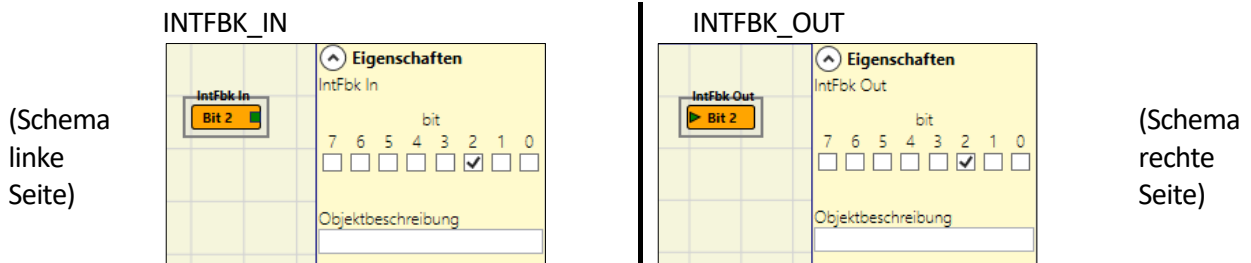 INTFBK_IN
(Schema
linke
Seite)
IntFbk In
Bit 2
Eigenschaften
IntFbk In
bit
7 6 5 4 3 2 1 0
Objektbeschreibung
INTFBK_OUT
IntFbk Out
Bit 2
Eigenschaften
IntFbk Out
bit
7 6 5 4 3 2 1 0
Objektbeschreibung
(Schema
rechte
Seite)